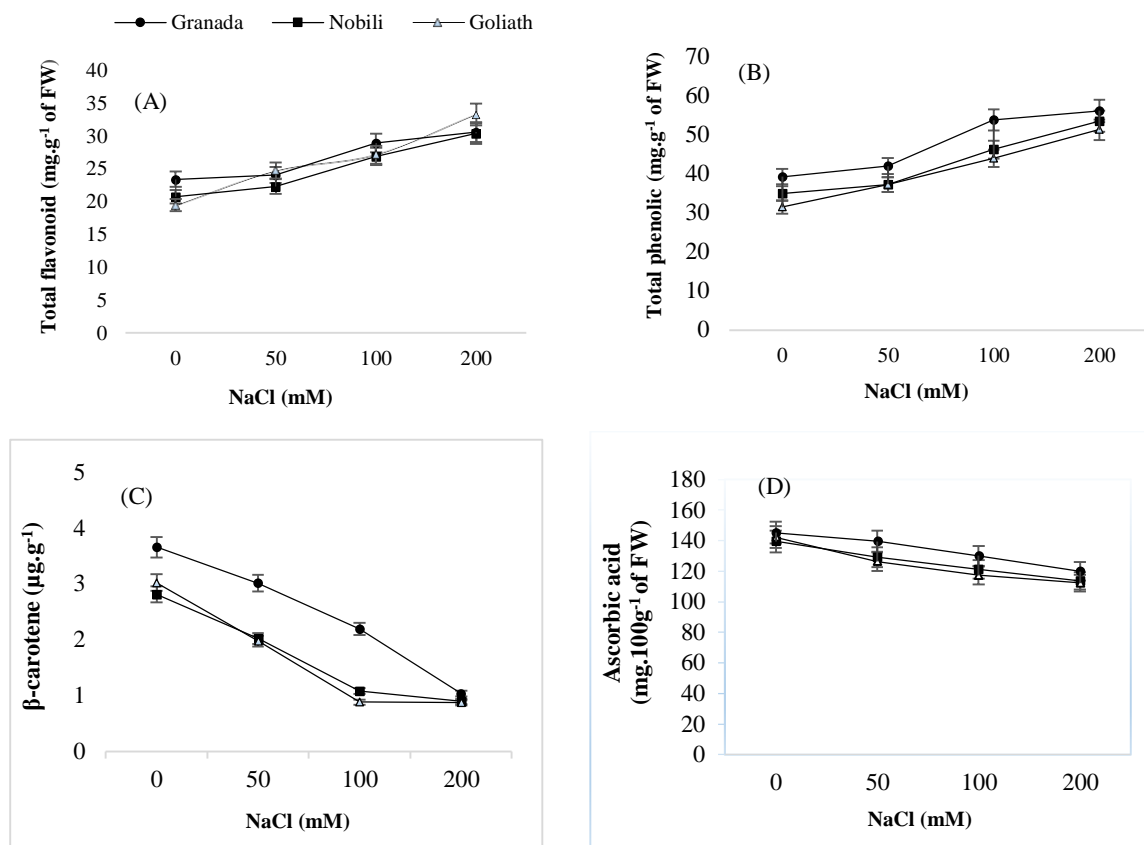 Granada Nobili Goliath
(A)
Total flavonoid (mg.g-1 of FW)
40
35
30
25
20
15
10
5
0
0 50 100 200
NaCl (mM)
(B)
Total phenolic (mg.g-1 of FW)
70
60
50
40
30
20
10
0
0 50 100 200
NaCl (mM)
(C)
β-carotene (µg.g-1)
5
4
3
2
1
0
0 50 100 200
NaCl (mM)
(D)
Ascorbic acid
(mg.100g-1 of FW)
180
160
140
120
100
80
60
40
20
0
0 50 100 200
NaCl (mM)